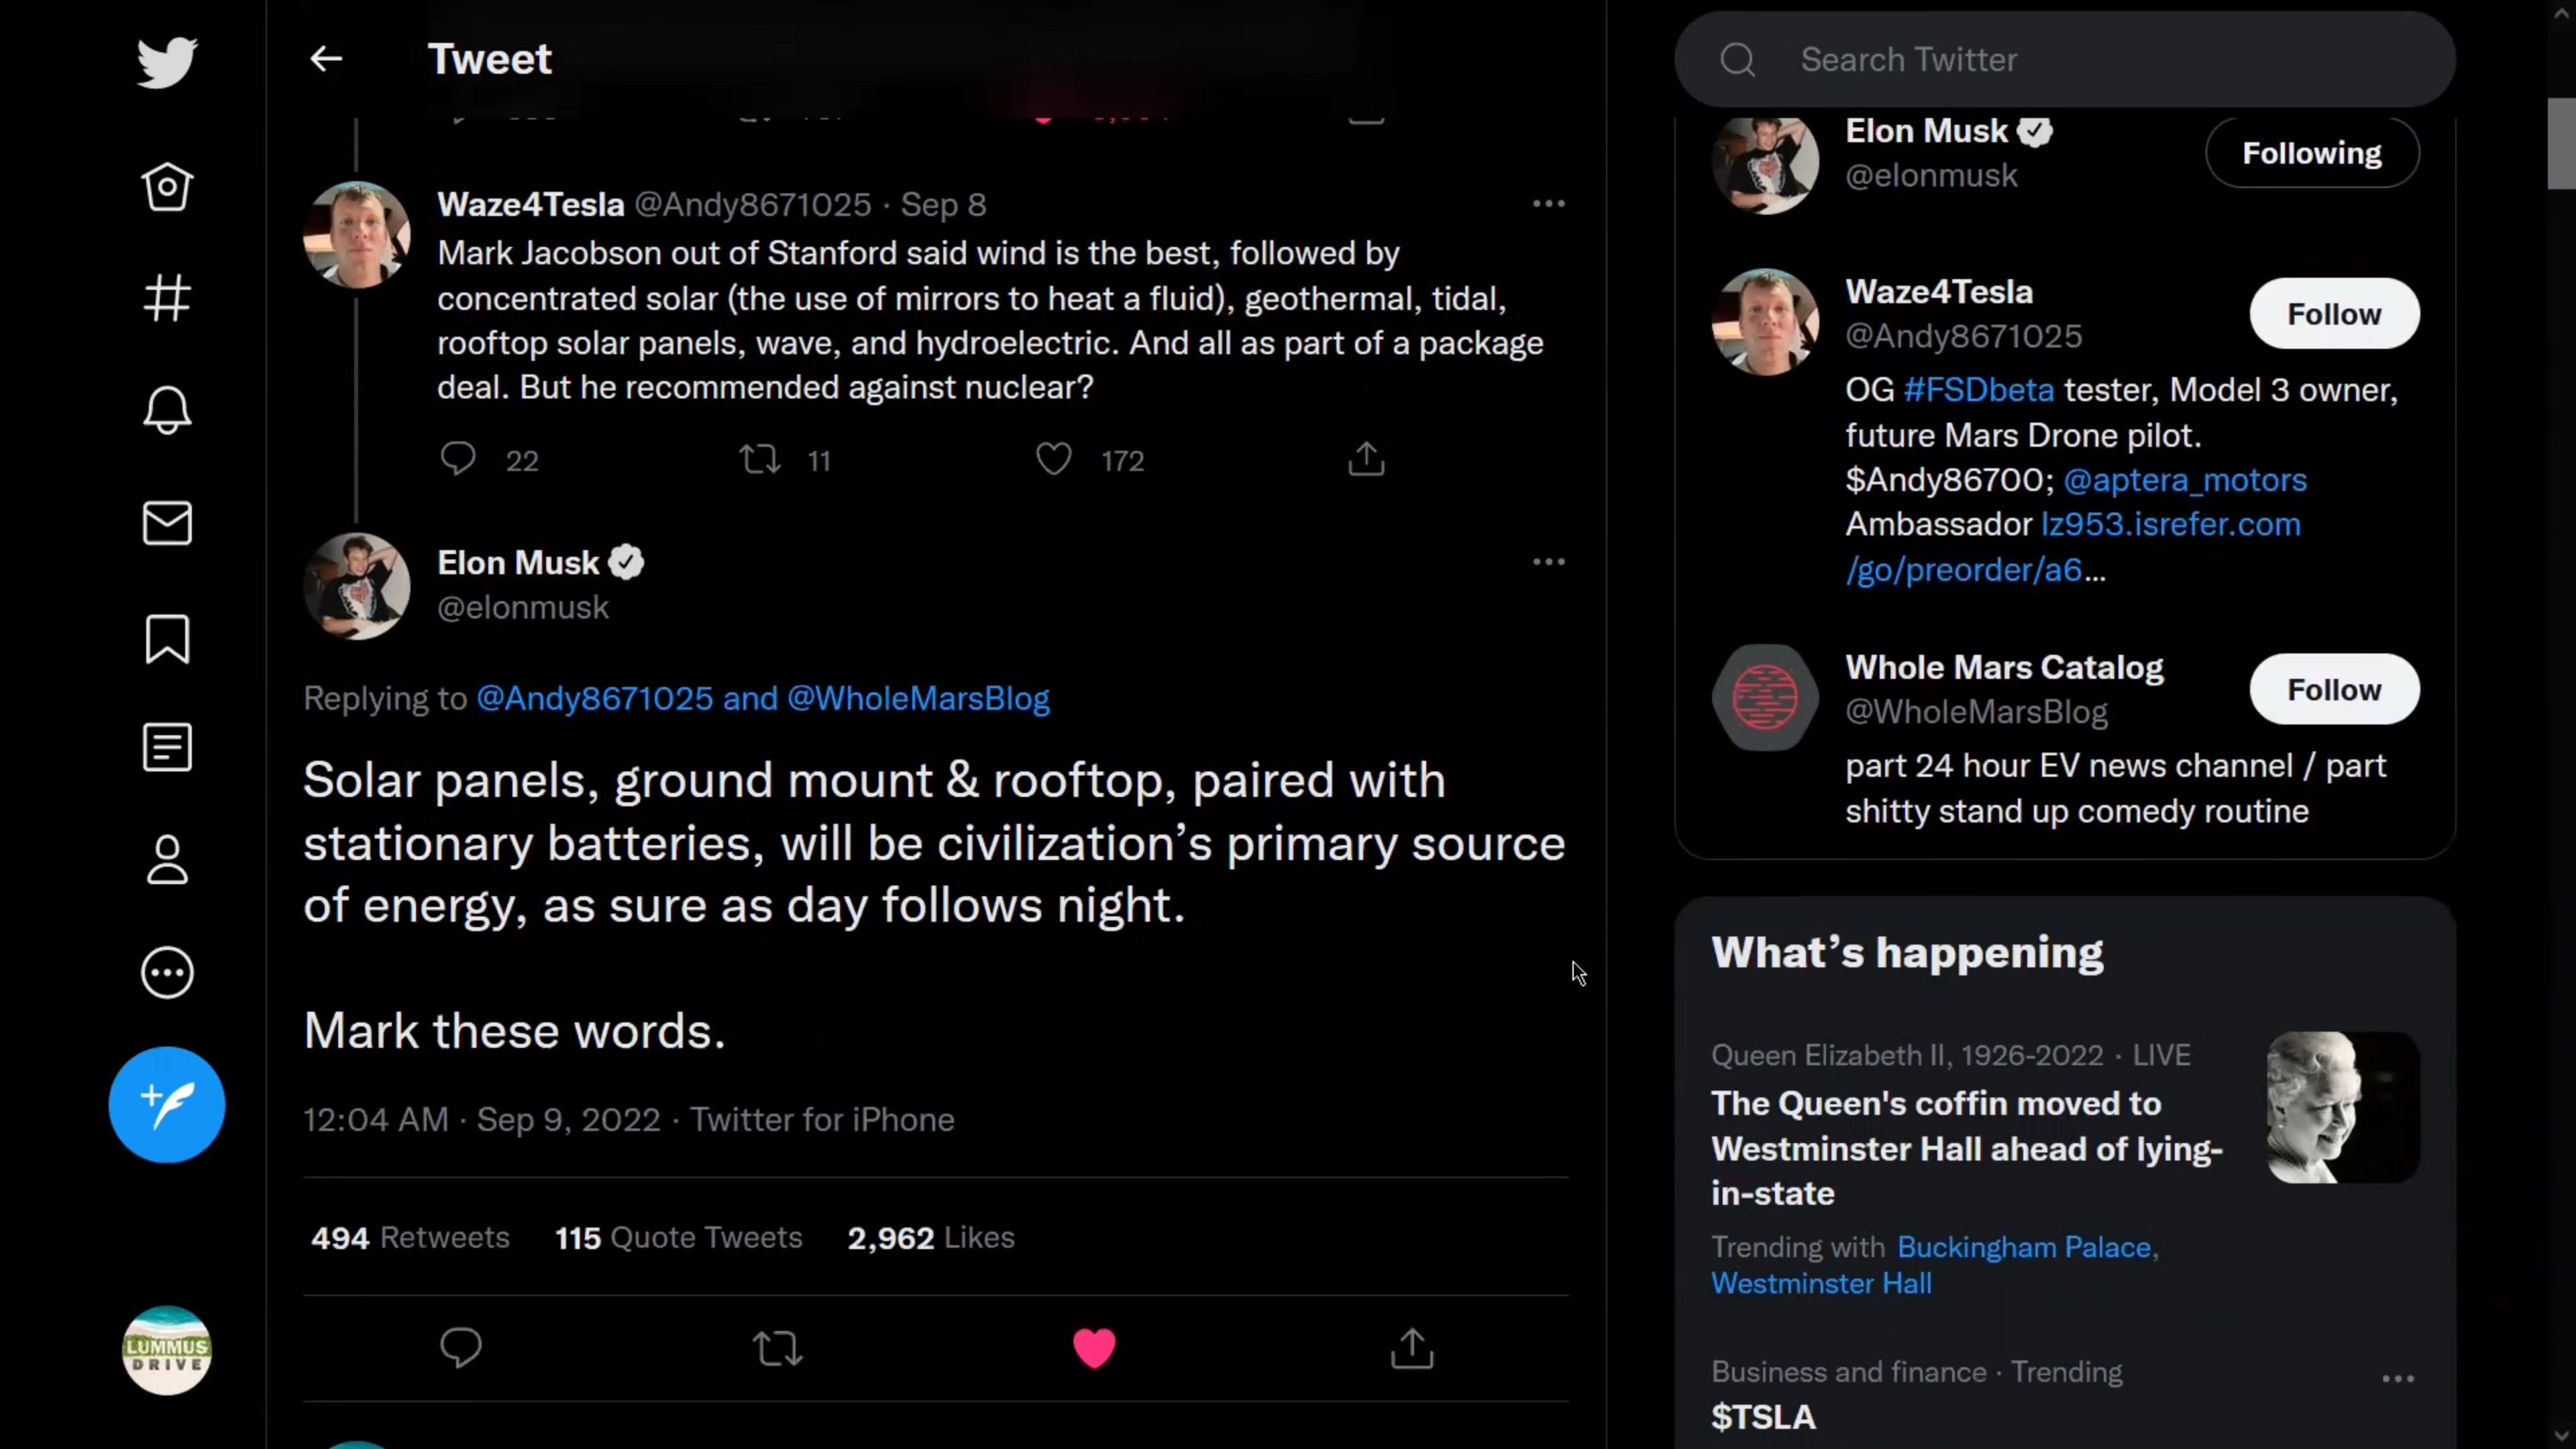 Tweet
Waze4Tesla @Andy8671025 · Sep 8
Mark Jacobson out of Stanford said wind is the best, followed by
concentrated solar (the use of mirrors to heat a fluid), geothermal, tidal,
rooftop solar panels, wave, and hydroelectric. And all as part of a package
deal. But he recommended against nuclear?
22 11 172
Elon Musk
@elonmusk
Replying to @Andy8671025 and @WholeMarsBlog
Solar panels, ground mount & rooftop, paired with
stationary batteries, will be civilization’s primary source
of energy, as sure as day follows night.
Mark these words.
12:04 AM · Sep 9, 2022 · Twitter for iPhone
494 Retweets 115 Quote Tweets 2,962 Likes
LUMMUS
DRIVE
Search Twitter
Elon Musk
@elonmusk
Following
Waze4Tesla
@Andy8671025
Follow
OG #FSDbeta tester, Model 3 owner,
future Mars Drone pilot.
$Andy86700; @aptera_motors
Ambassador lz953.isrefer.com
/go/preorder/a6…
Whole Mars Catalog
@WholeMarsBlog
Follow
part 24 hour EV news channel / part
shitty stand up comedy routine
What’s happening
Queen Elizabeth II, 1926-2022 · LIVE
The Queen's coffin moved to
Westminster Hall ahead of lying-
in-state
Trending with Buckingham Palace,
Westminster Hall
Business and finance · Trending
$TSLA